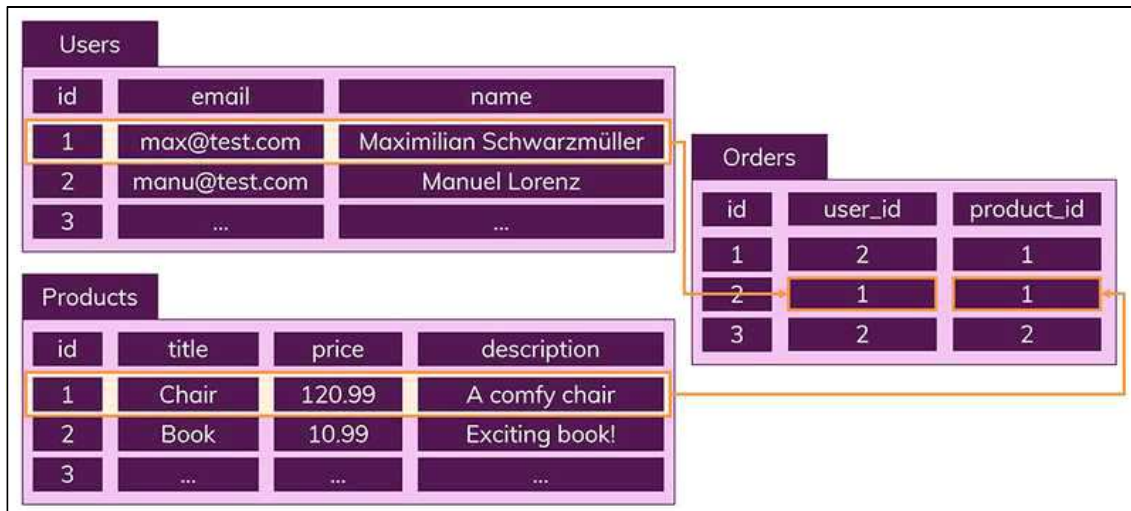 Users
id email name
1 max@test.com Maximilian Schwarzmüller
2 manu@test.com Manuel Lorenz
3 ... ...
Products
id title price description
1 Chair 120.99 A comfy chair
2 Book 10.99 Exciting book!
3 ... ... ...
Orders
id user_id product_id
1 2 1
2 1 1
3 2 2